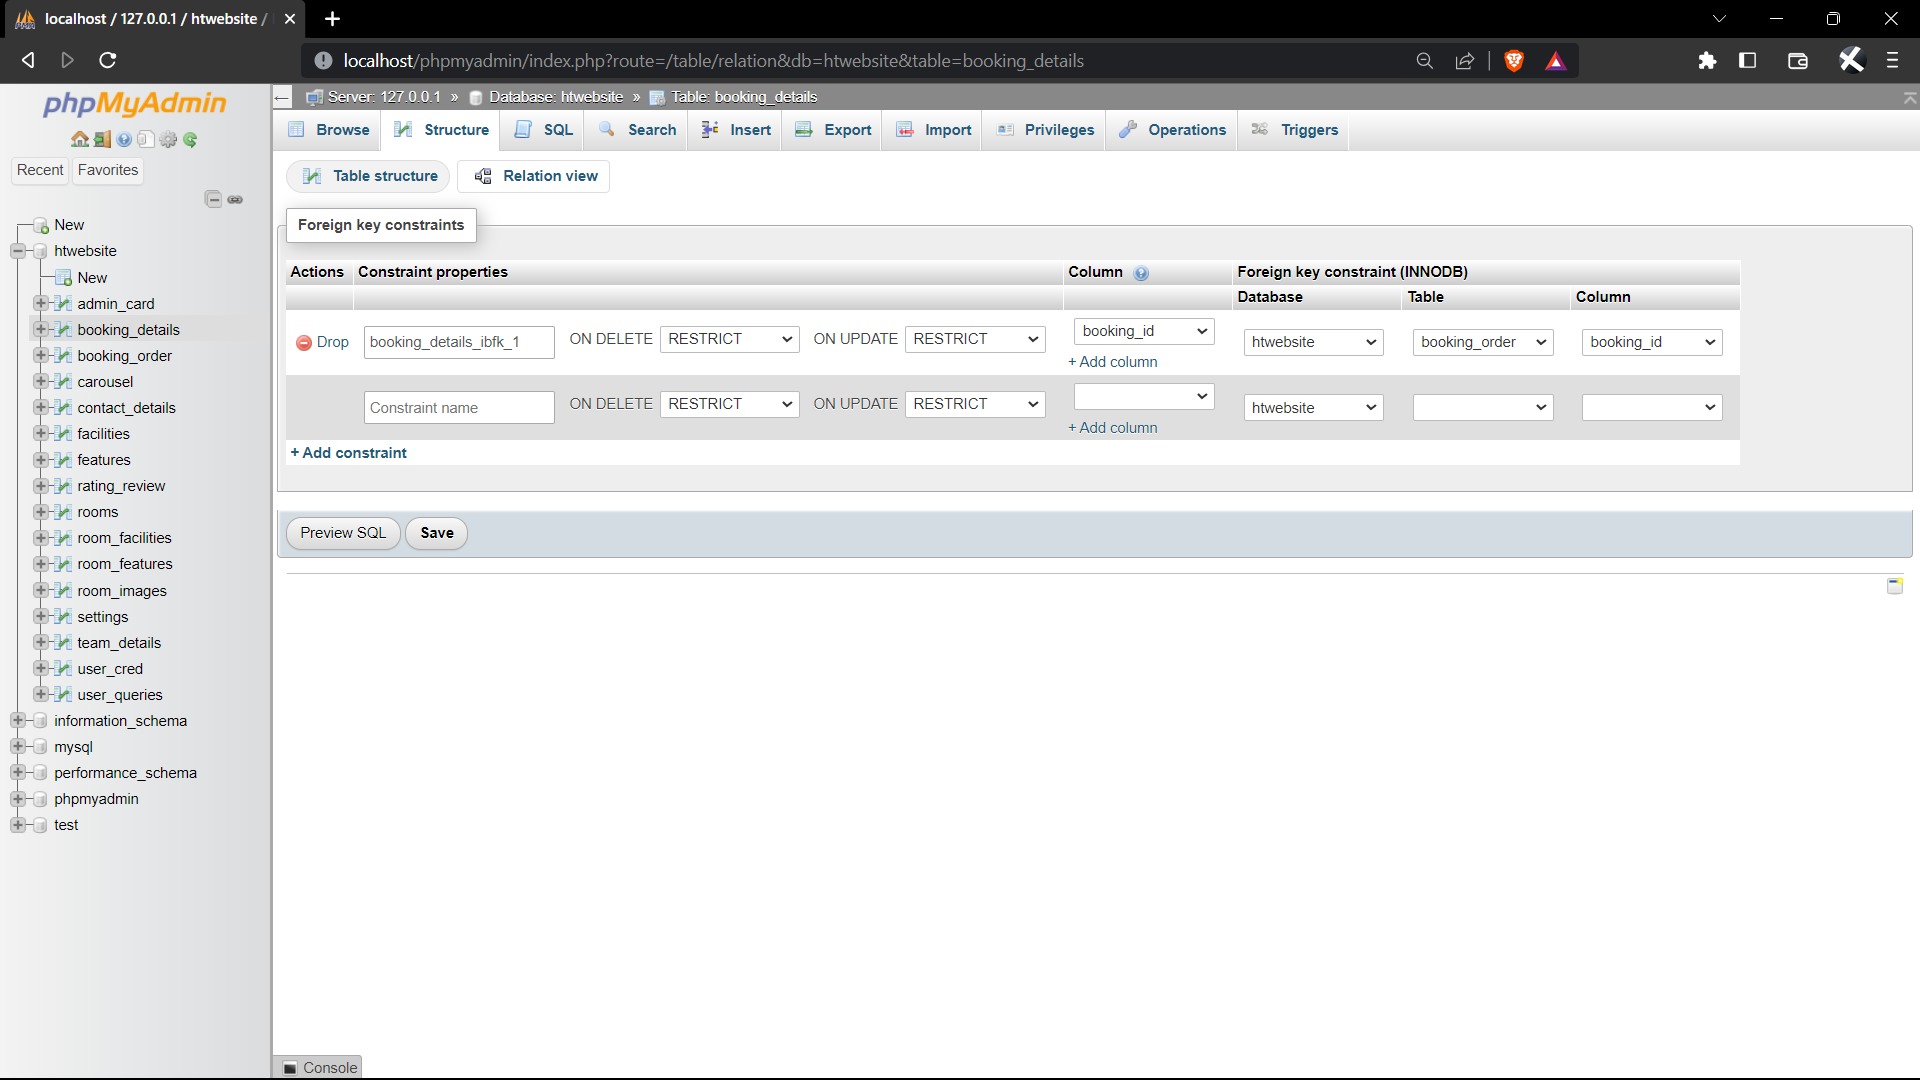 localhost / 127.0.0.1 / htwebsite /
localhost/phpmyadmin/index.php?route=/table/relation&db=htwebsite&table=booking_details
phpMyAdmin
Recent Favorites
New
htwebsite
New
admin_card
booking_details
booking_order
carousel
contact_details
facilities
features
rating_review
rooms
room_facilities
room_features
room_images
settings
team_details
user_cred
user_queries
information_schema
mysql
performance_schema
phpmyadmin
test
Server: 127.0.0.1 » Database: htwebsite » Table: booking_details
Browse Structure SQL Search Insert Export Import Privileges Operations Triggers
Table structure Relation view
Foreign key constraints
Actions Constraint properties Column Foreign key constraint (INNODB)
Database Table Column
Drop booking_details_ibfk_1 ON DELETE RESTRICT ON UPDATE RESTRICT booking_id htwebsite booking_order booking_id
+ Add column
Constraint name ON DELETE RESTRICT ON UPDATE RESTRICT htwebsite
+ Add column
+ Add constraint
Preview SQL Save
Console